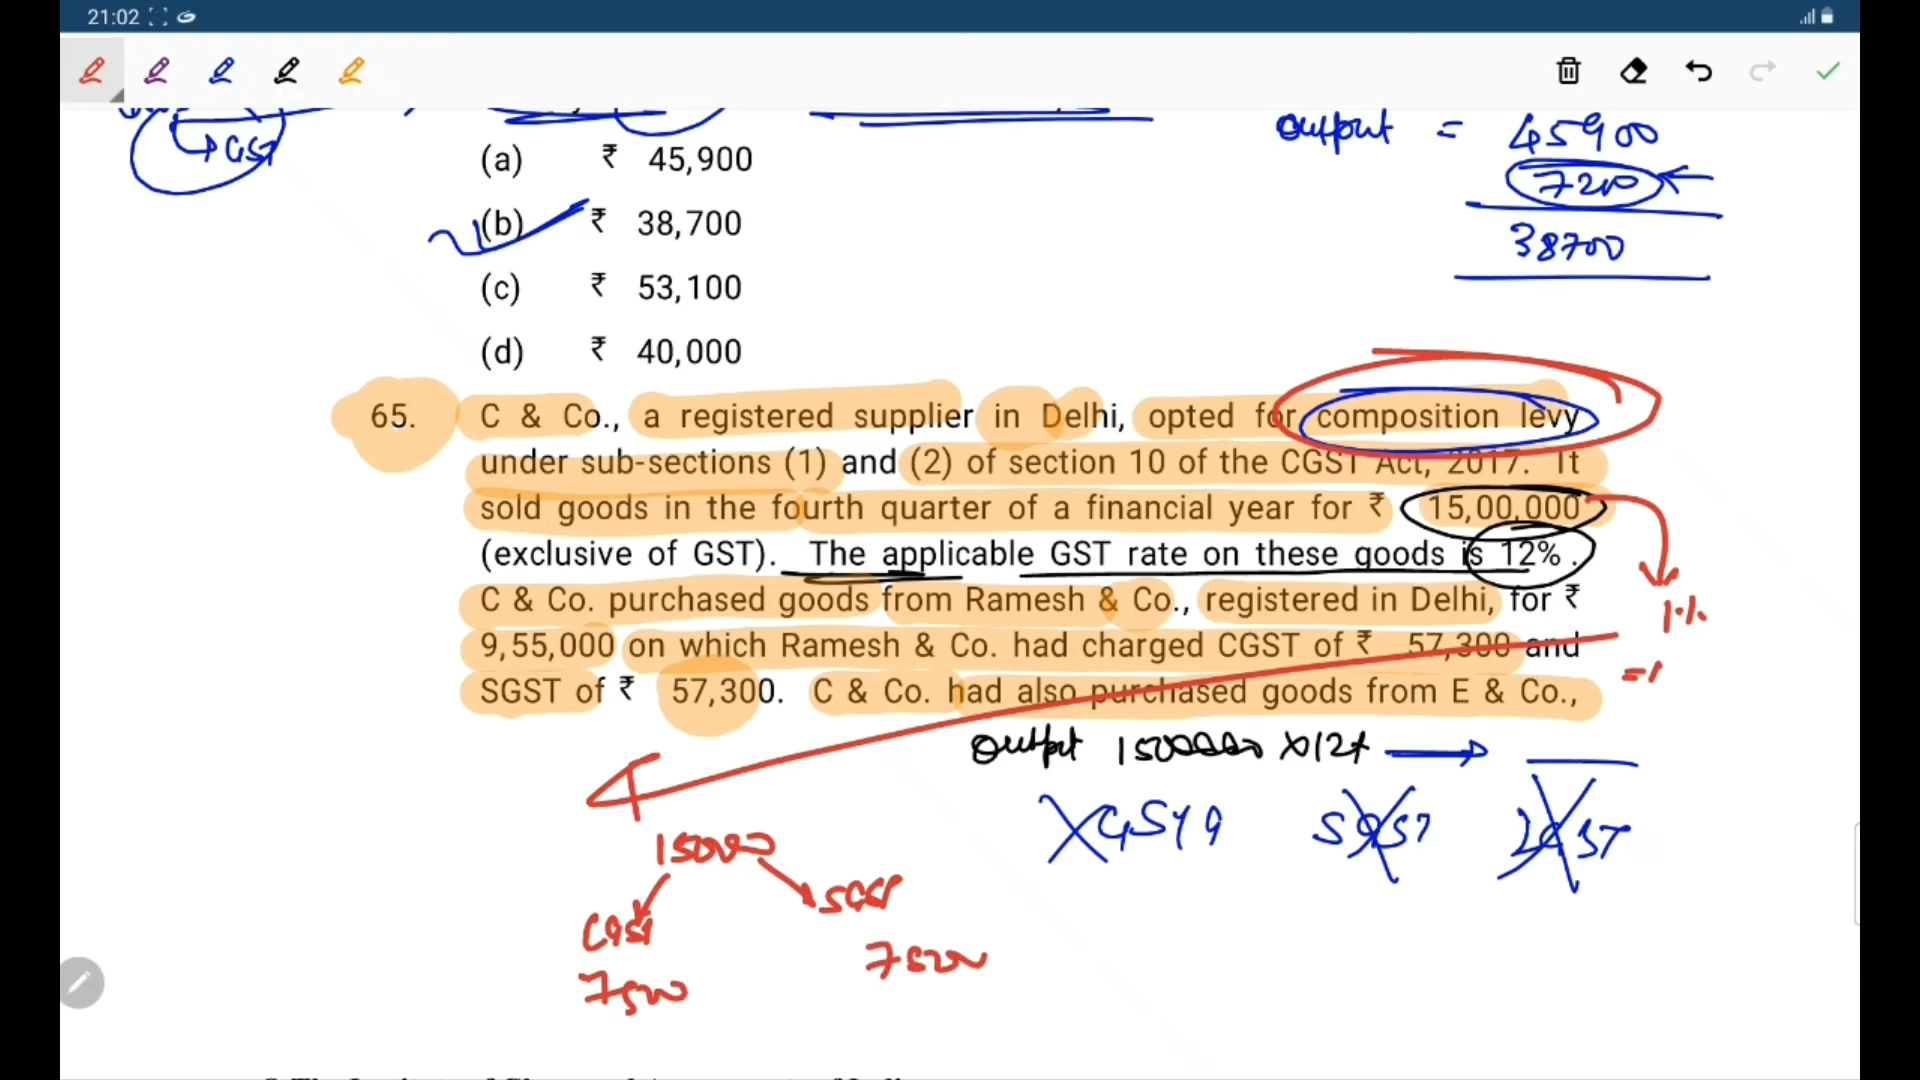 21:02
GST
Output = 45900
(a) ₹ 45,900
7200
(b) ₹ 38,700
38700
(c) ₹ 53,100
(d) ₹ 40,000
65. C & Co., a registered supplier in Delhi, opted for composition levy
under sub-sections (1) and (2) of section 10 of the CGST Act, 2017. It
sold goods in the fourth quarter of a financial year for ₹ 15,00,000
(exclusive of GST). The applicable GST rate on these goods is 12%.
C & Co. purchased goods from Ramesh & Co., registered in Delhi, for ₹
1%
9,55,000 on which Ramesh & Co. had charged CGST of ₹ 57,300 and
SGST of ₹ 57,300. C & Co. had also purchased goods from E & Co.,
Output 1500000 X 12%
15000
CGST SGST
7500 7500